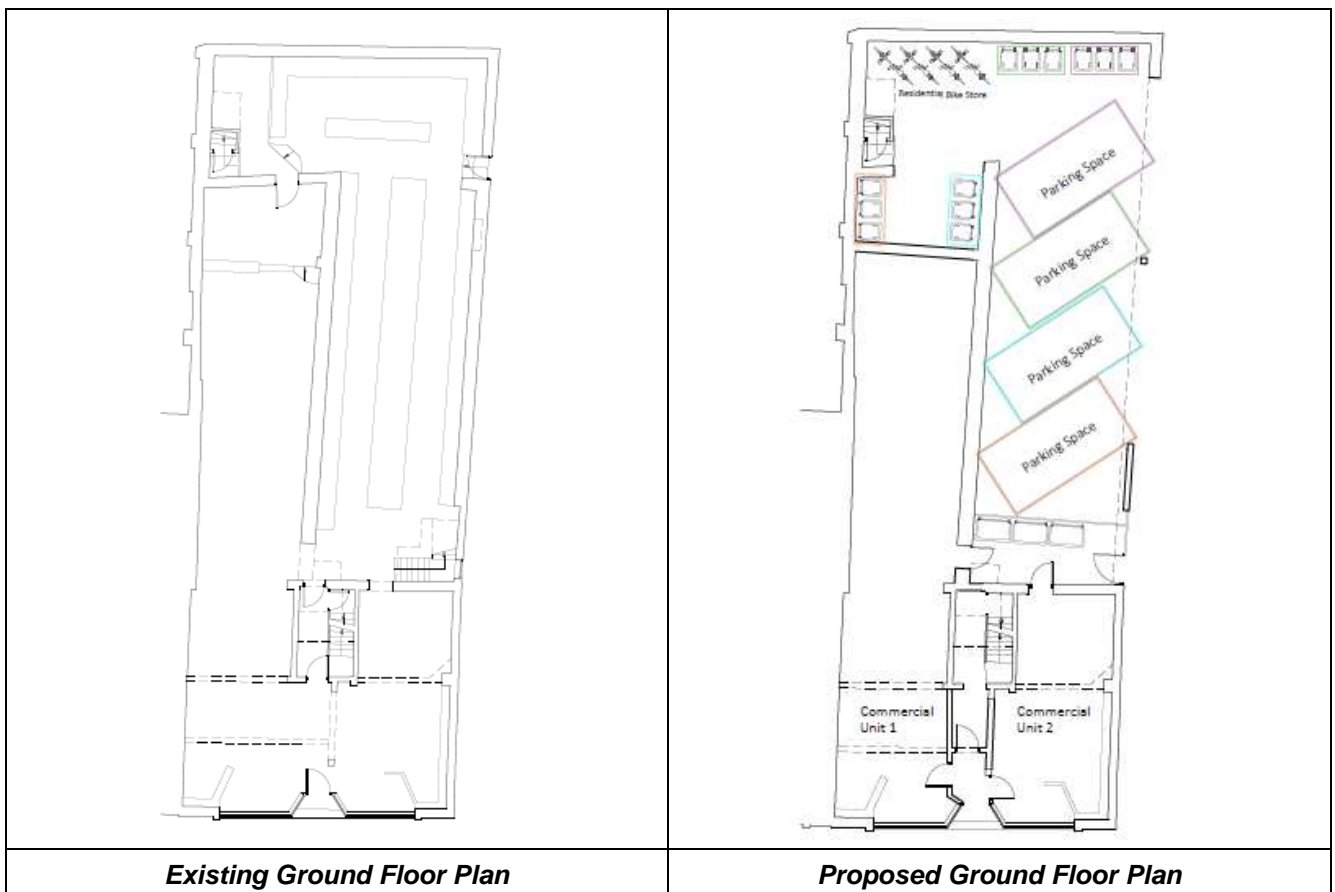 Residential Bike Store
Parking Space
Parking Space
Parking Space
Parking Space
Commercial
Unit 1
Commercial
Unit 2
Existing Ground Floor Plan
Proposed Ground Floor Plan